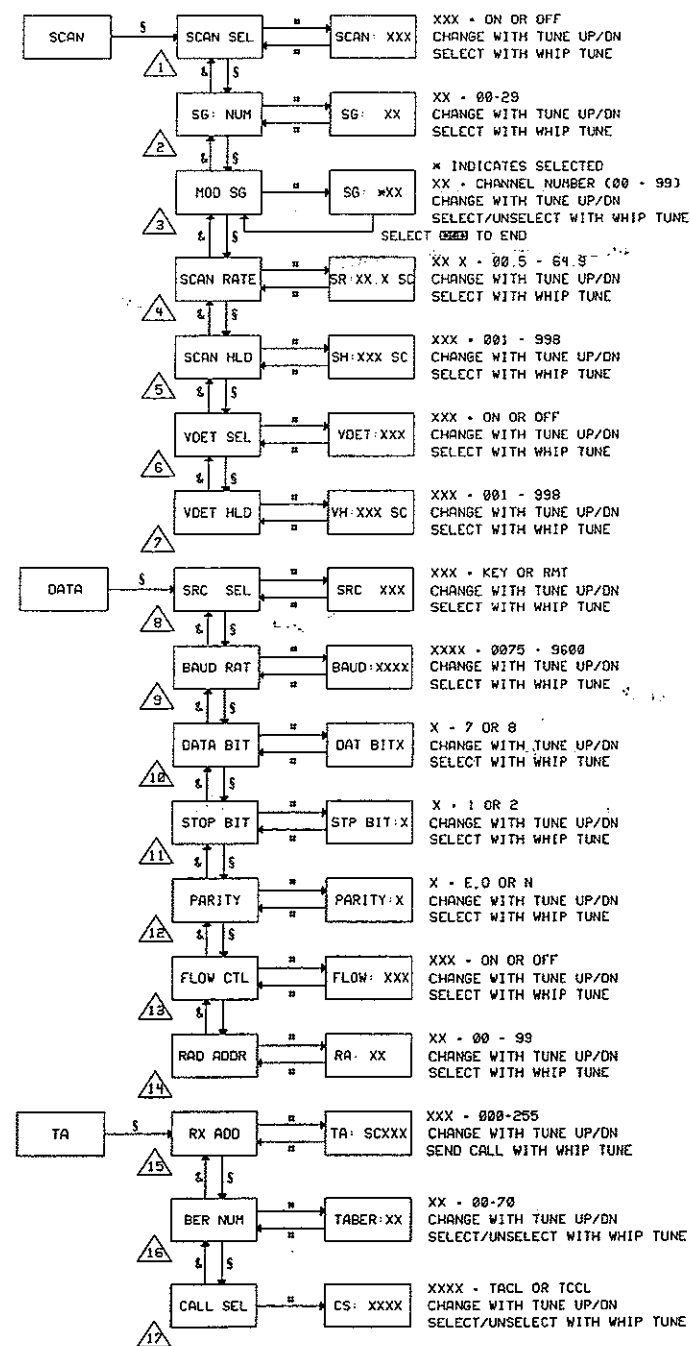 SCAN
§
SCAN SEL
¤
¤
SCAN: XXX
XXX - ON OR OFF
CHANGE WITH TUNE UP/DN
SELECT WITH WHIP TUNE
1
& §
SG: NUM
¤
¤
SG: XX
XX - 00-29
CHANGE WITH TUNE UP/DN
SELECT WITH WHIP TUNE
2
& §
MOD SG
¤
SG: *XX
* INDICATES SELECTED
XX - CHANNEL NUMBER (00 - 99)
CHANGE WITH TUNE UP/DN
SELECT/UNSELECT WITH WHIP TUNE
SELECT TO END
3
& §
SCAN RATE
¤
¤
SR:XX.X SC
XX X - 00.5 - 64.9
CHANGE WITH TUNE UP/DN
SELECT WITH WHIP TUNE
4
& §
SCAN HLD
¤
¤
SH:XXX SC
XXX - 001 - 998
CHANGE WITH TUNE UP/DN
SELECT WITH WHIP TUNE
5
& §
VDET SEL
¤
¤
VDET:XXX
XXX - ON OR OFF
CHANGE WITH TUNE UP/DN
SELECT WITH WHIP TUNE
6
& §
VDET HLD
¤
¤
VH:XXX SC
XXX - 001 - 998
CHANGE WITH TUNE UP/DN
SELECT WITH WHIP TUNE
7
DATA
§
SRC SEL
¤
¤
SRC XXX
XXX - KEY OR RMT
CHANGE WITH TUNE UP/DN
SELECT WITH WHIP TUNE
8
& §
BAUD RAT
¤
¤
BAUD:XXXX
XXXX - 0075 - 9600
CHANGE WITH TUNE UP/DN
SELECT WITH WHIP TUNE
9
& §
DATA BIT
¤
¤
DAT BITX
X - 7 OR 8
CHANGE WITH TUNE UP/DN
SELECT WITH WHIP TUNE
10
& §
STOP BIT
¤
¤
STP BIT:X
X - 1 OR 2
CHANGE WITH TUNE UP/DN
SELECT WITH WHIP TUNE
11
& §
PARITY
¤
¤
PARITY:X
X - E,O OR N
CHANGE WITH TUNE UP/DN
SELECT WITH WHIP TUNE
12
& §
FLOW CTL
¤
¤
FLOW: XXX
XXX - ON OR OFF
CHANGE WITH TUNE UP/DN
SELECT WITH WHIP TUNE
13
& §
RAD ADDR
¤
¤
RA: XX
XX - 00 - 99
CHANGE WITH TUNE UP/DN
SELECT WITH WHIP TUNE
14
TA
§
RX ADD
¤
¤
TA: SCXXX
XXX - 000-255
CHANGE WITH TUNE UP/DN
SEND CALL WITH WHIP TUNE
15
& §
BER NUM
¤
¤
TABER:XX
XX - 00-70
CHANGE WITH TUNE UP/DN
SELECT/UNSELECT WITH WHIP TUNE
16
& §
CALL SEL
¤
CS: XXXX
XXXX - TACL OR TCCL
CHANGE WITH TUNE UP/DN
SELECT/UNSELECT WITH WHIP TUNE
17